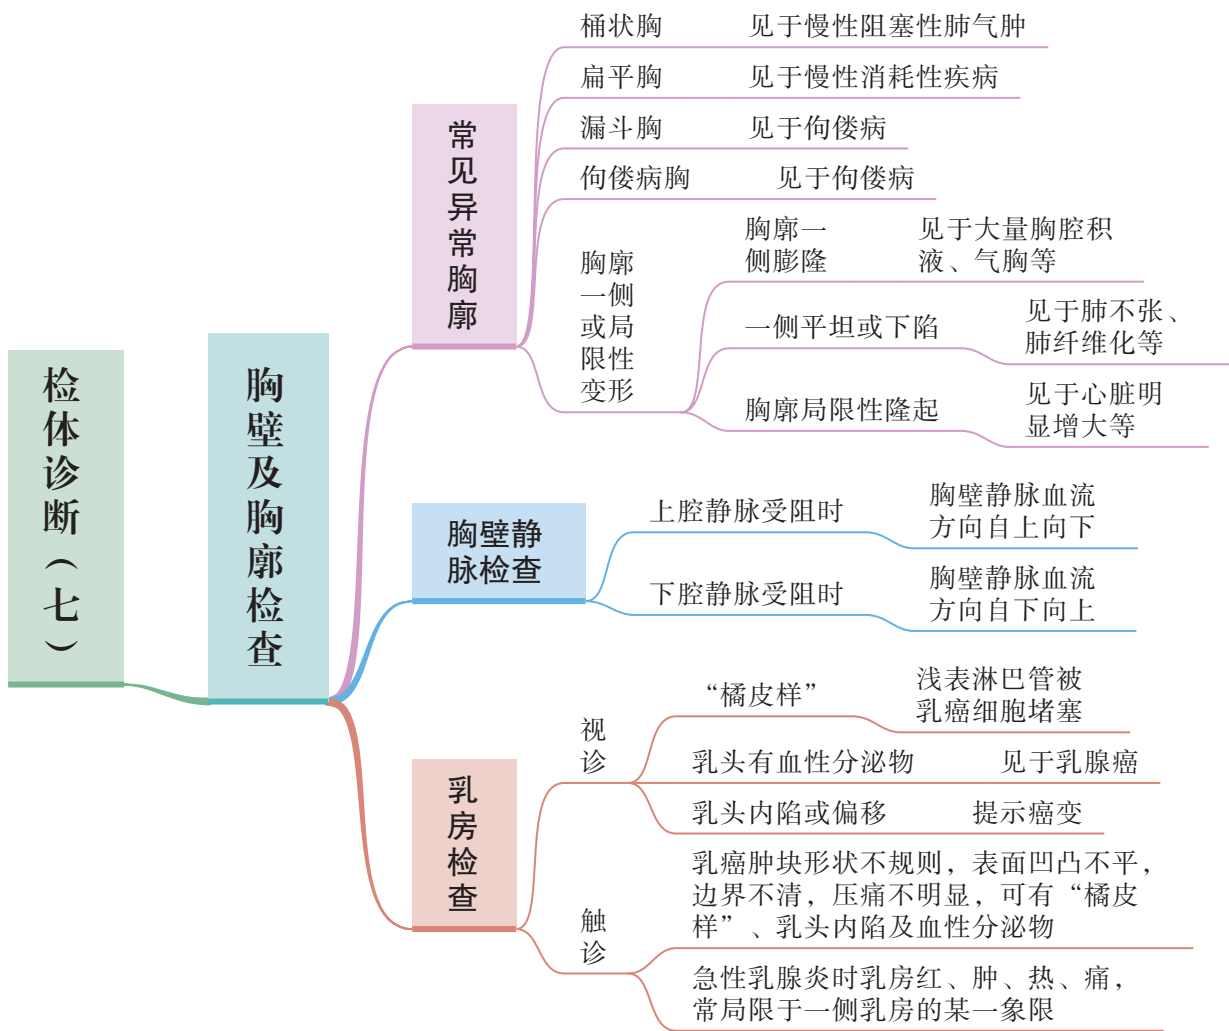 检体诊断（七）
胸壁及胸廓检查
常见异常胸廓
桶状胸 见于慢性阻塞性肺气肿
扁平胸 见于慢性消耗性疾病
漏斗胸 见于佝偻病
佝偻病胸 见于佝偻病
胸廓
一侧
或局
限性
变形
胸廓一
侧膨隆
见于大量胸腔积
液、气胸等
一侧平坦或下陷
见于肺不张、
肺纤维化等
胸廓局限性隆起
见于心脏明
显增大等
胸壁静
脉检查
上腔静脉受阻时
胸壁静脉血流
方向自上向下
下腔静脉受阻时
胸壁静脉血流
方向自下向上
乳房检查
视诊
“橘皮样”
浅表淋巴管被
乳癌细胞堵塞
乳头有血性分泌物 见于乳腺癌
乳头内陷或偏移 提示癌变
触诊
乳癌肿块形状不规则，表面凹凸不平，
边界不清，压痛不明显，可有“橘皮
样”、乳头内陷及血性分泌物
急性乳腺炎时乳房红、肿、热、痛，
常局限于一侧乳房的某一象限